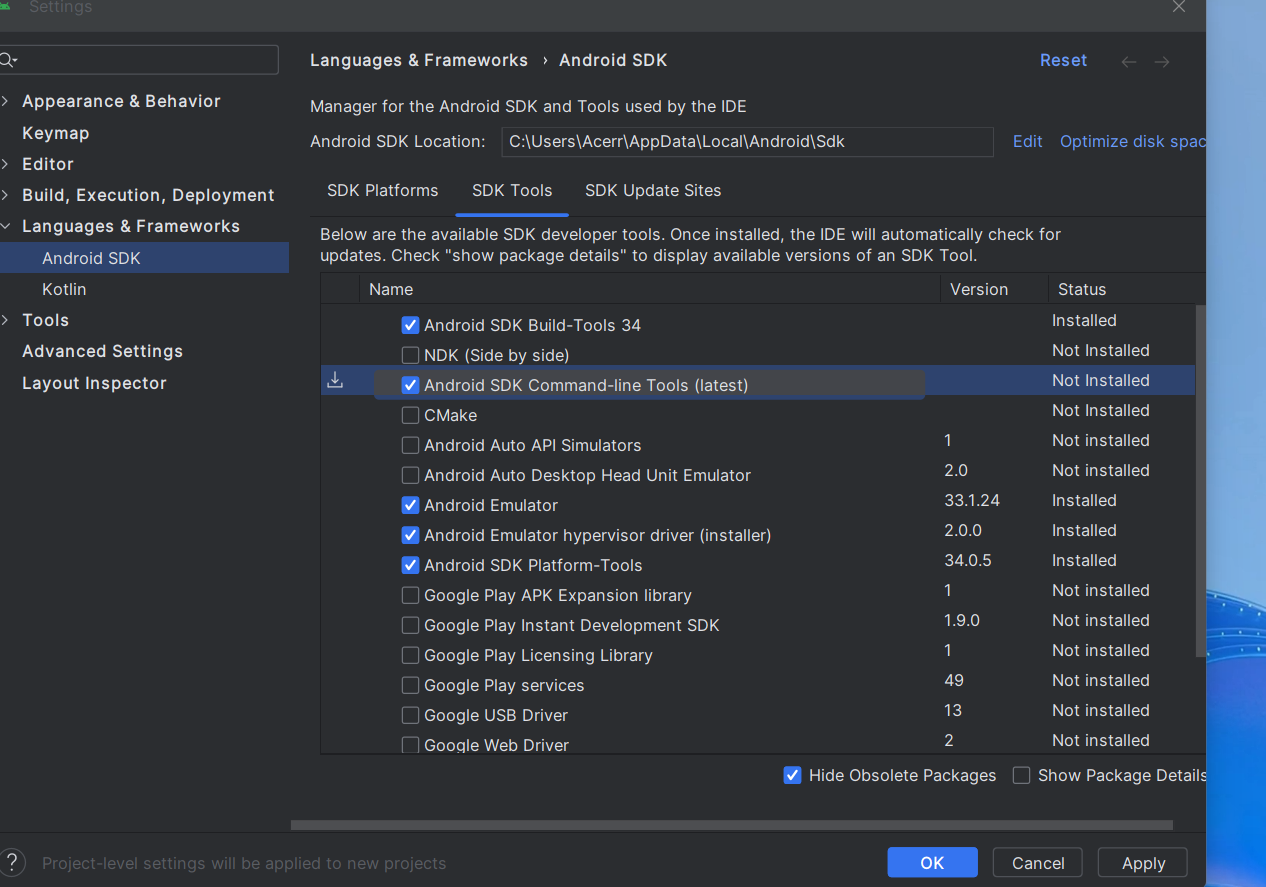 Settings
Languages & Frameworks › Android SDK
Reset
Appearance & Behavior
Keymap
Editor
Build, Execution, Deployment
Languages & Frameworks
Android SDK
Kotlin
Tools
Advanced Settings
Layout Inspector
Manager for the Android SDK and Tools used by the IDE
Android SDK Location: C:\Users\Acerr\AppData\Local\Android\Sdk Edit Optimize disk spac
SDK Platforms SDK Tools SDK Update Sites
Below are the available SDK developer tools. Once installed, the IDE will automatically check for
updates. Check "show package details" to display available versions of an SDK Tool.
Name Version Status
Android SDK Build-Tools 34 Installed
NDK (Side by side) Not Installed
Android SDK Command-line Tools (latest) Not Installed
CMake Not Installed
Android Auto API Simulators 1 Not installed
Android Auto Desktop Head Unit Emulator 2.0 Not installed
Android Emulator 33.1.24 Installed
Android Emulator hypervisor driver (installer) 2.0.0 Installed
Android SDK Platform-Tools 34.0.5 Installed
Google Play APK Expansion library 1 Not installed
Google Play Instant Development SDK 1.9.0 Not installed
Google Play Licensing Library 1 Not installed
Google Play services 49 Not installed
Google USB Driver 13 Not installed
Google Web Driver 2 Not installed
Hide Obsolete Packages Show Package Details
? Project-level settings will be applied to new projects
OK Cancel Apply